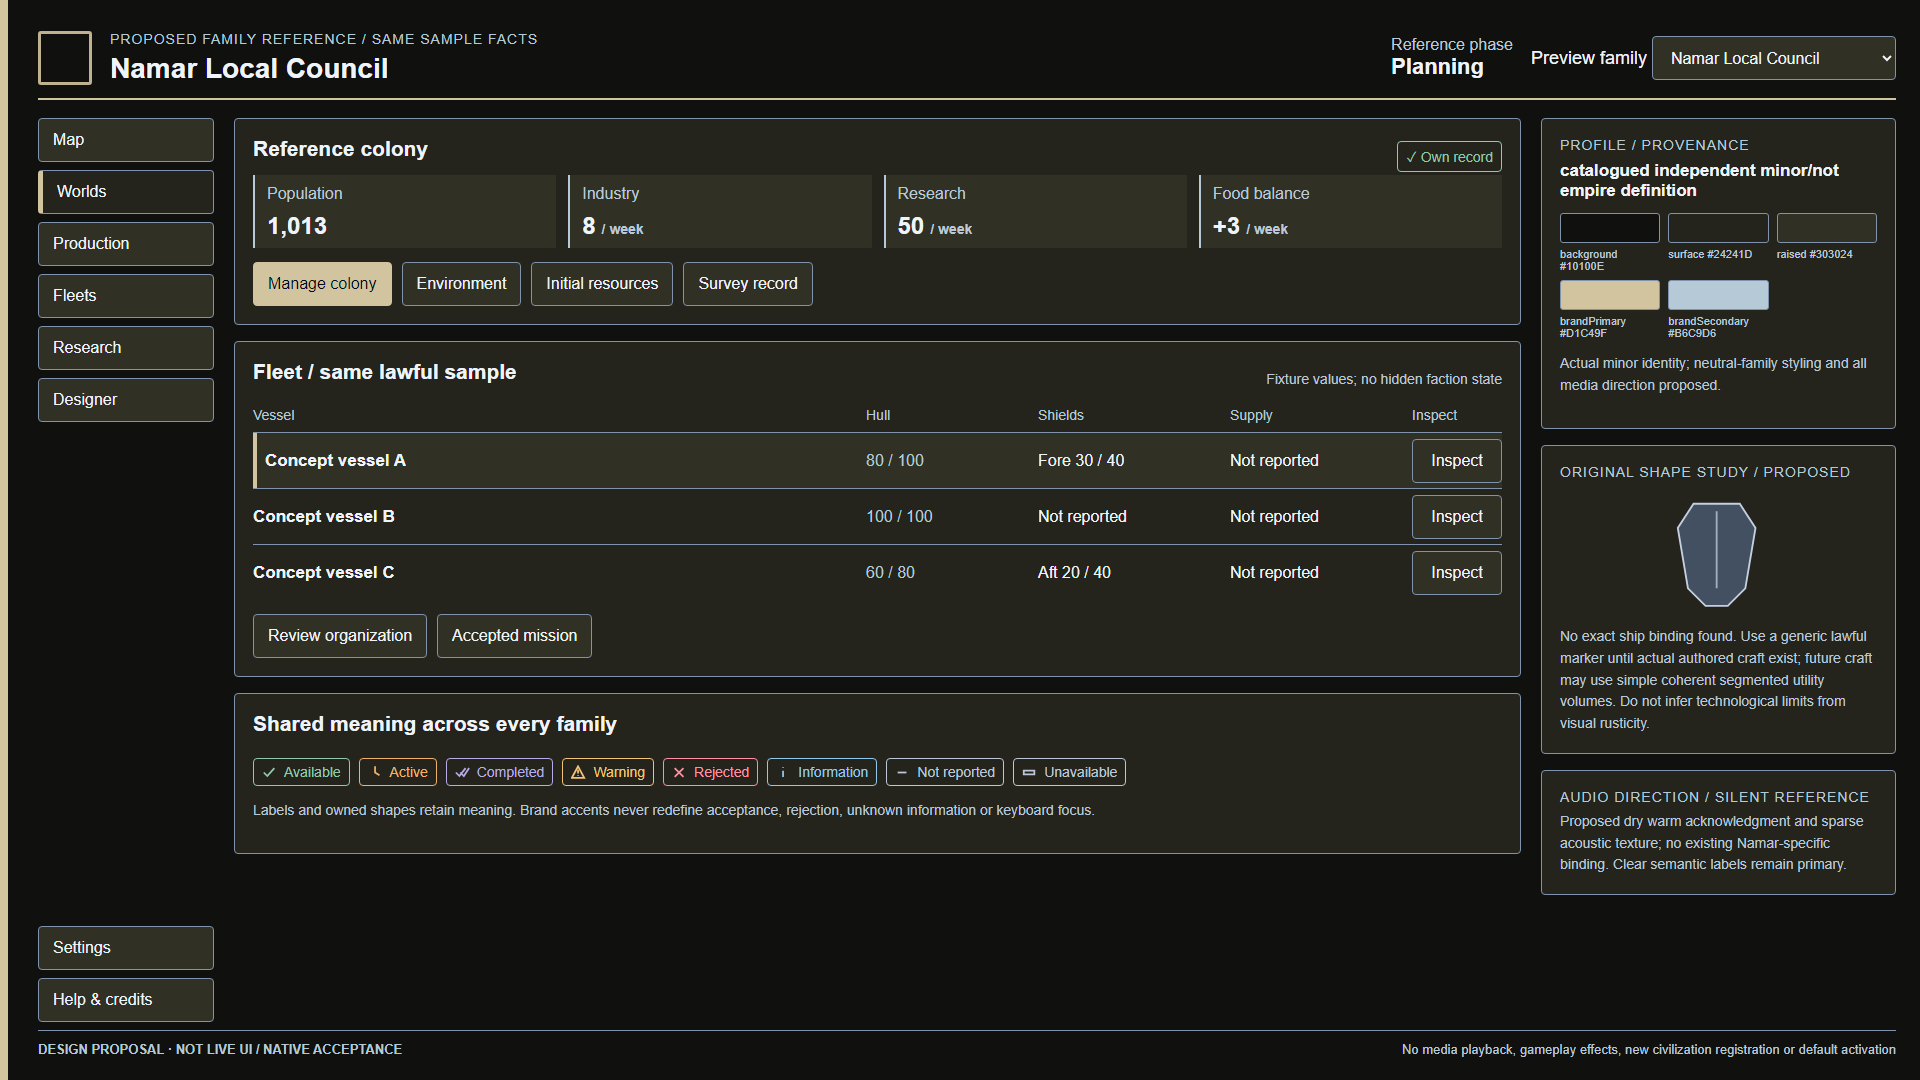 PROPOSED FAMILY REFERENCE / SAME SAMPLE FACTS
Namar Local Council
Reference phase
Planning
Preview family
Namar Local Council
Map
Worlds
Production
Fleets
Research
Designer
Settings
Help & credits
Reference colony
✓ Own record
Population
1,013
Industry
8 / week
Research
50 / week
Food balance
+3 / week
Manage colony
Environment
Initial resources
Survey record
Fleet / same lawful sample
Fixture values; no hidden faction state
Vessel Hull Shields Supply Inspect
Concept vessel A 80 / 100 Fore 30 / 40 Not reported Inspect
Concept vessel B 100 / 100 Not reported Not reported Inspect
Concept vessel C 60 / 80 Aft 20 / 40 Not reported Inspect
Review organization
Accepted mission
Shared meaning across every family
Available
Active
Completed
Warning
Rejected
Information
Not reported
Unavailable
Labels and owned shapes retain meaning. Brand accents never redefine acceptance, rejection, unknown information or keyboard focus.
PROFILE / PROVENANCE
catalogued independent minor/not
empire definition
background
#10100E
surface #24241D
raised #303024
brandPrimary
#D1C49F
brandSecondary
#B6C9D6
Actual minor identity; neutral-family styling and all
media direction proposed.
ORIGINAL SHAPE STUDY / PROPOSED
No exact ship binding found. Use a generic lawful
marker until actual authored craft exist; future craft
may use simple coherent segmented utility
volumes. Do not infer technological limits from
visual rusticity.
AUDIO DIRECTION / SILENT REFERENCE
Proposed dry warm acknowledgment and sparse
acoustic texture; no existing Namar-specific
binding. Clear semantic labels remain primary.
DESIGN PROPOSAL · NOT LIVE UI / NATIVE ACCEPTANCE
No media playback, gameplay effects, new civilization registration or default activation